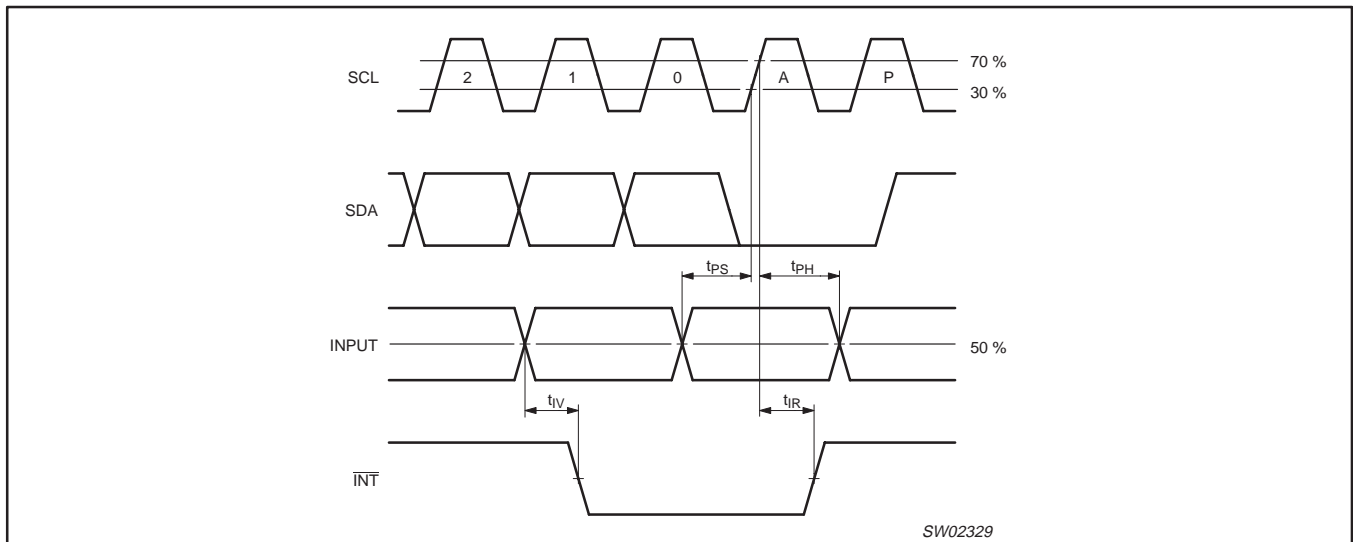 SCL 2 1 0 A P 70 %
30 %
SDA
tPS tPH
INPUT 50 %
tIV tIR
INT
SW02329